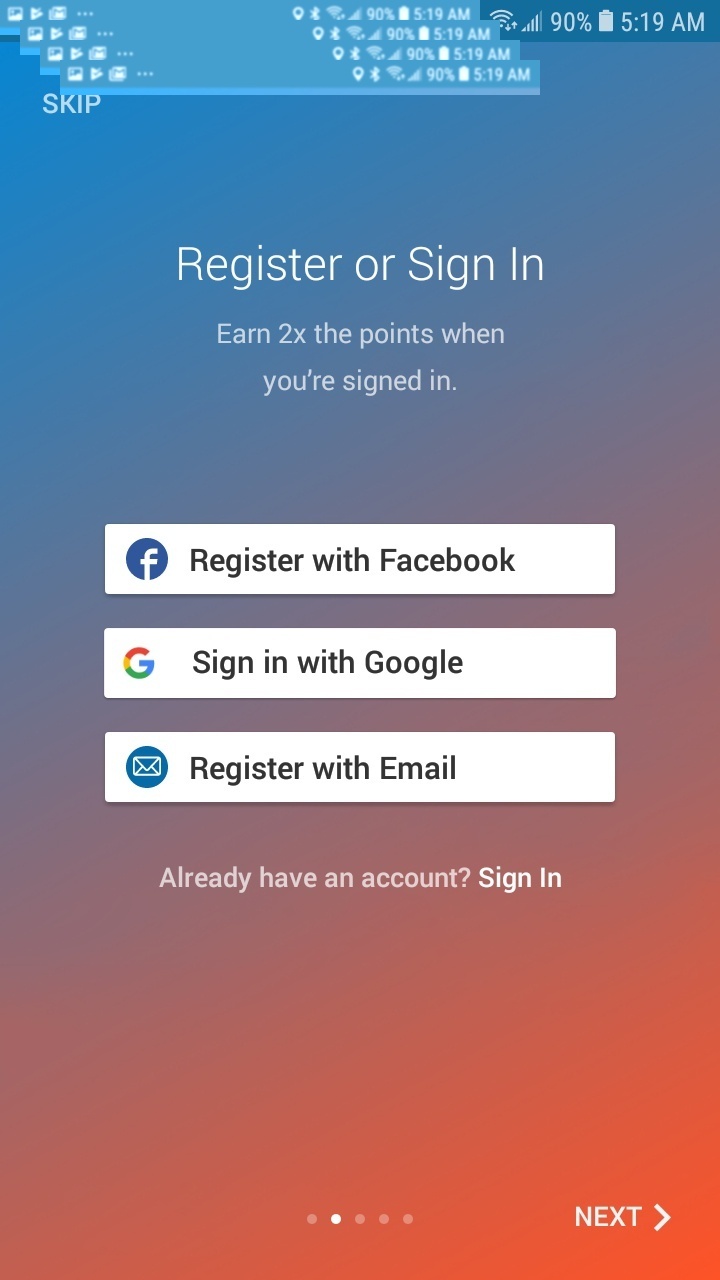 90% 5:19 AM
90% 5:19 AM
90% 5:19 AM
90% 5:19 AM
90% 5:19 AM
SKIP
Register or Sign In
Earn 2x the points when
you're signed in.
Register with Facebook
Sign in with Google
Register with Email
Already have an account? Sign In
NEXT